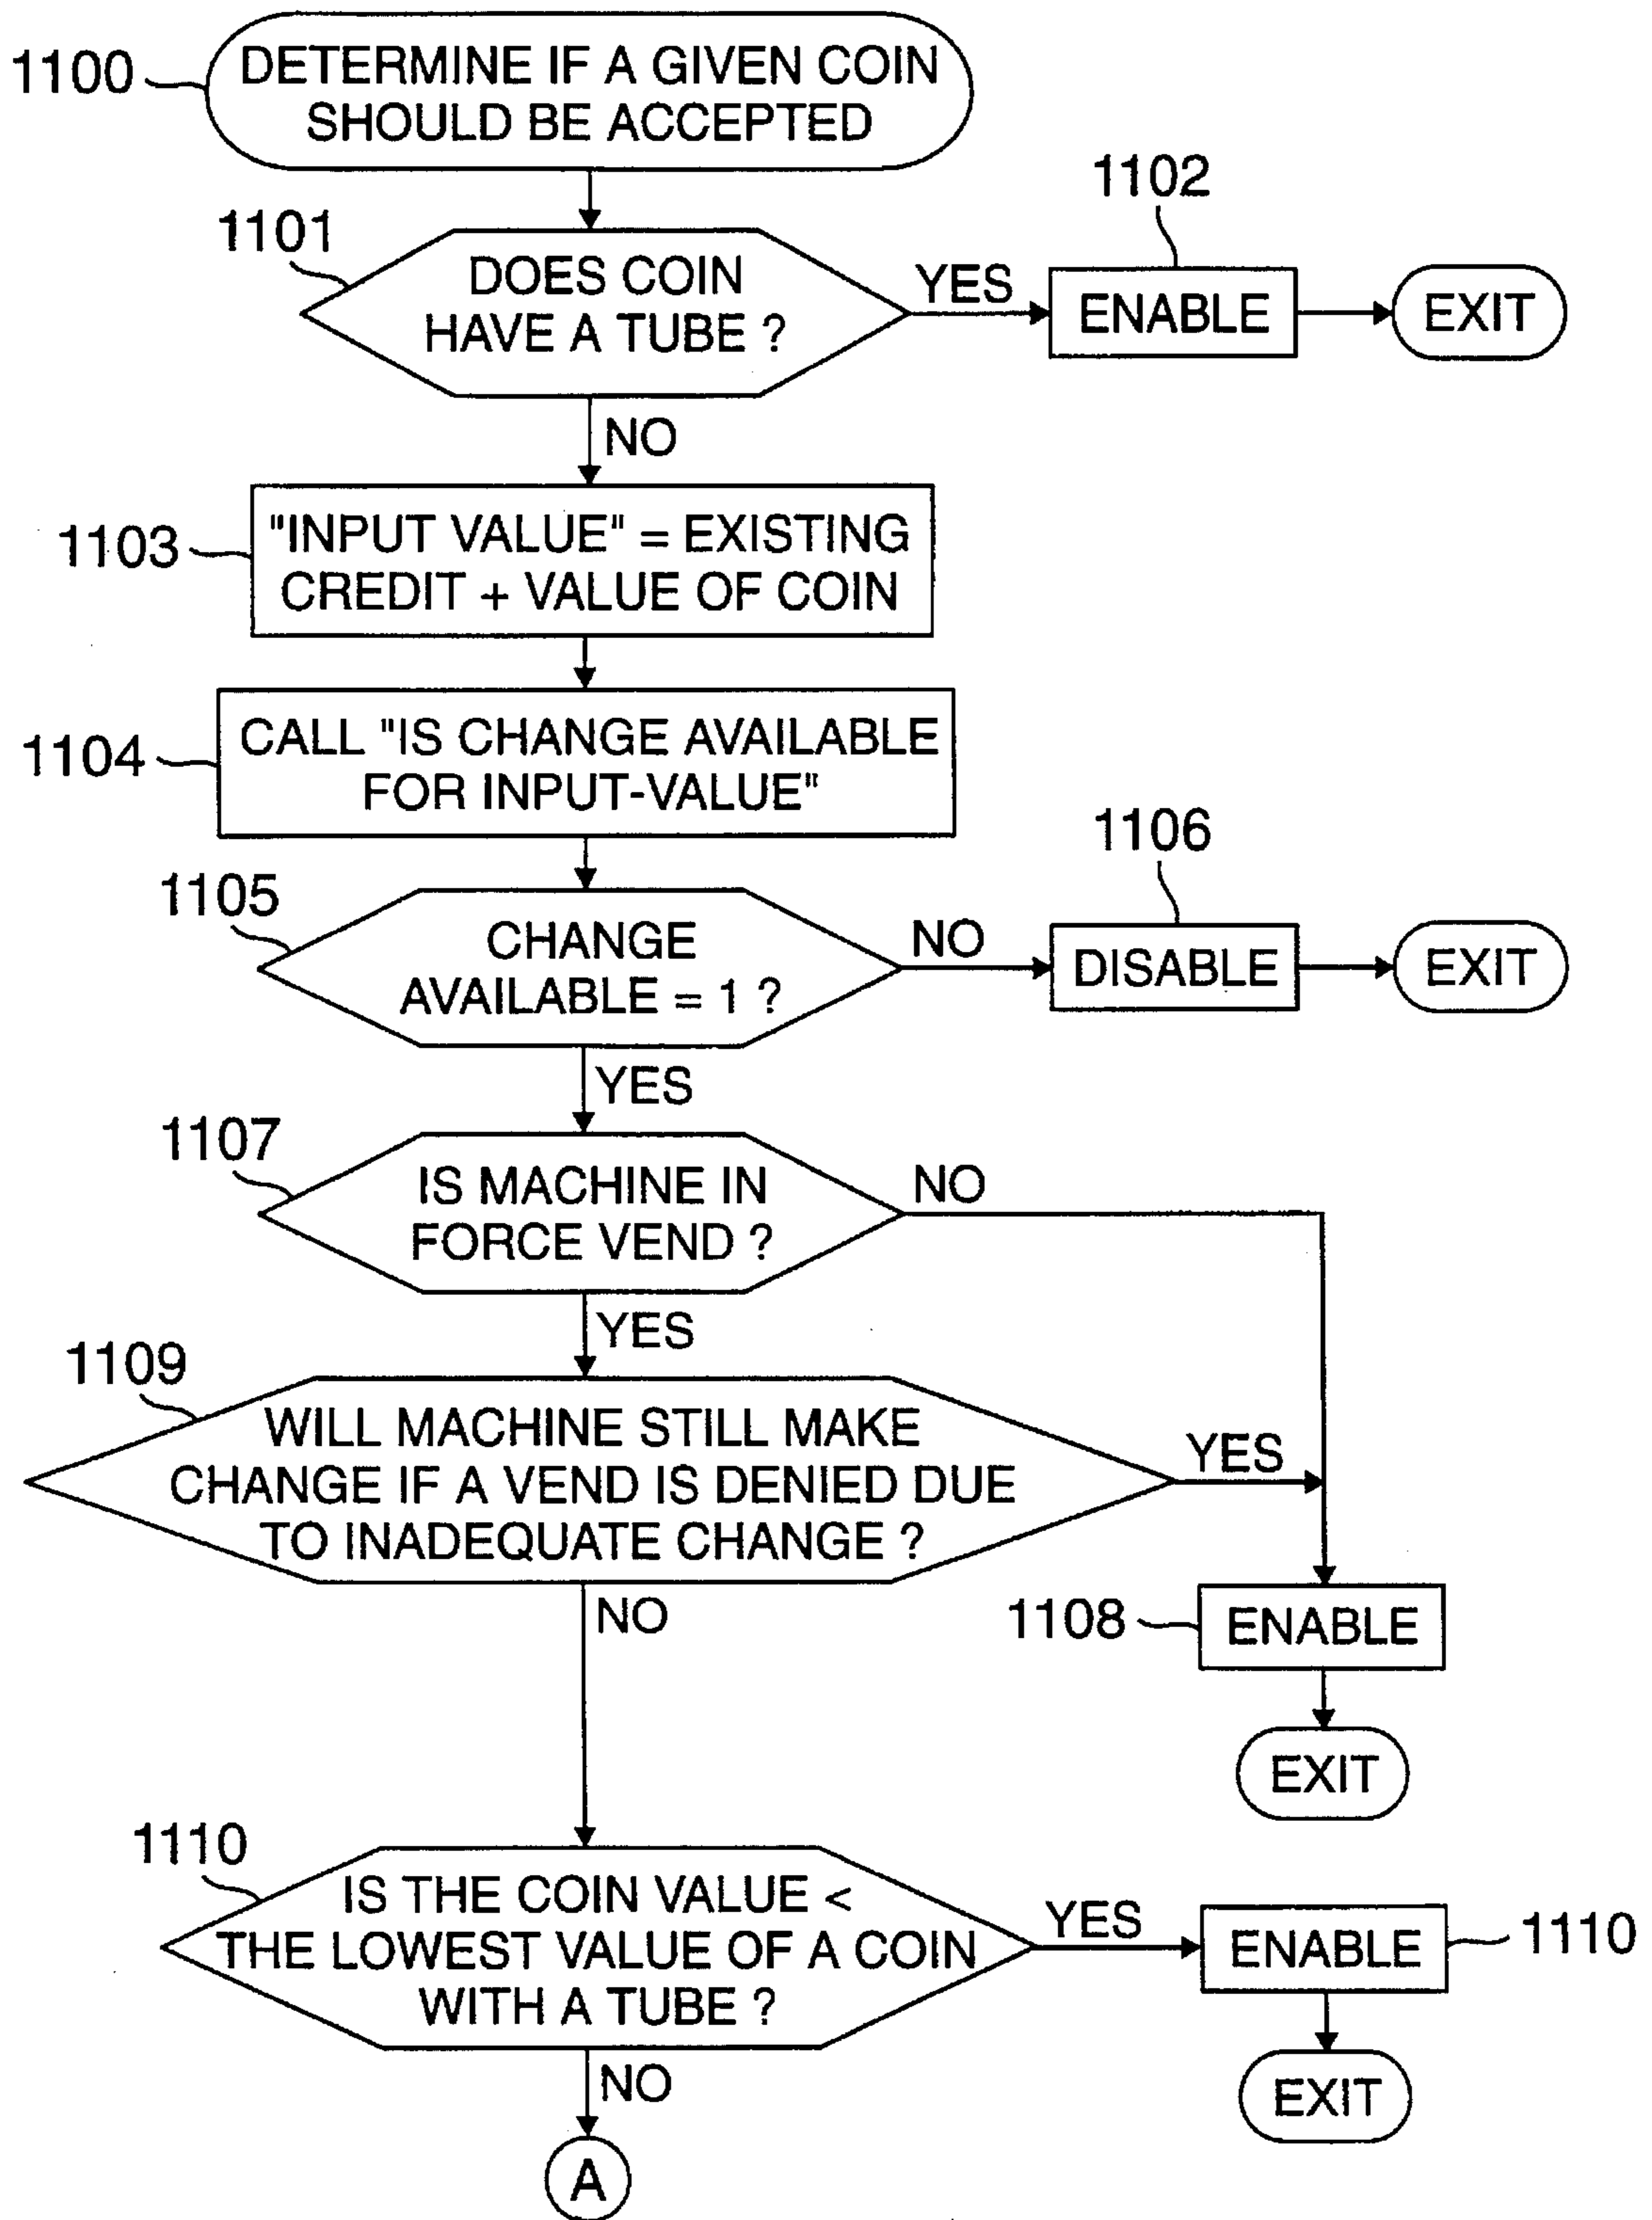 1100
DETERMINE IF A GIVEN COIN
SHOULD BE ACCEPTED
1101
DOES COIN
HAVE A TUBE ?
YES
1102
ENABLE
EXIT
NO
1103
"INPUT VALUE" = EXISTING
CREDIT + VALUE OF COIN
1104
CALL "IS CHANGE AVAILABLE
FOR INPUT-VALUE"
1105
CHANGE
AVAILABLE = 1 ?
NO
1106
DISABLE
EXIT
YES
1107
IS MACHINE IN
FORCE VEND ?
NO
YES
1109
WILL MACHINE STILL MAKE
CHANGE IF A VEND IS DENIED DUE
TO INADEQUATE CHANGE ?
YES
NO
1108
ENABLE
EXIT
1110
IS THE COIN VALUE <
THE LOWEST VALUE OF A COIN
WITH A TUBE ?
YES
ENABLE
1110
EXIT
NO
A